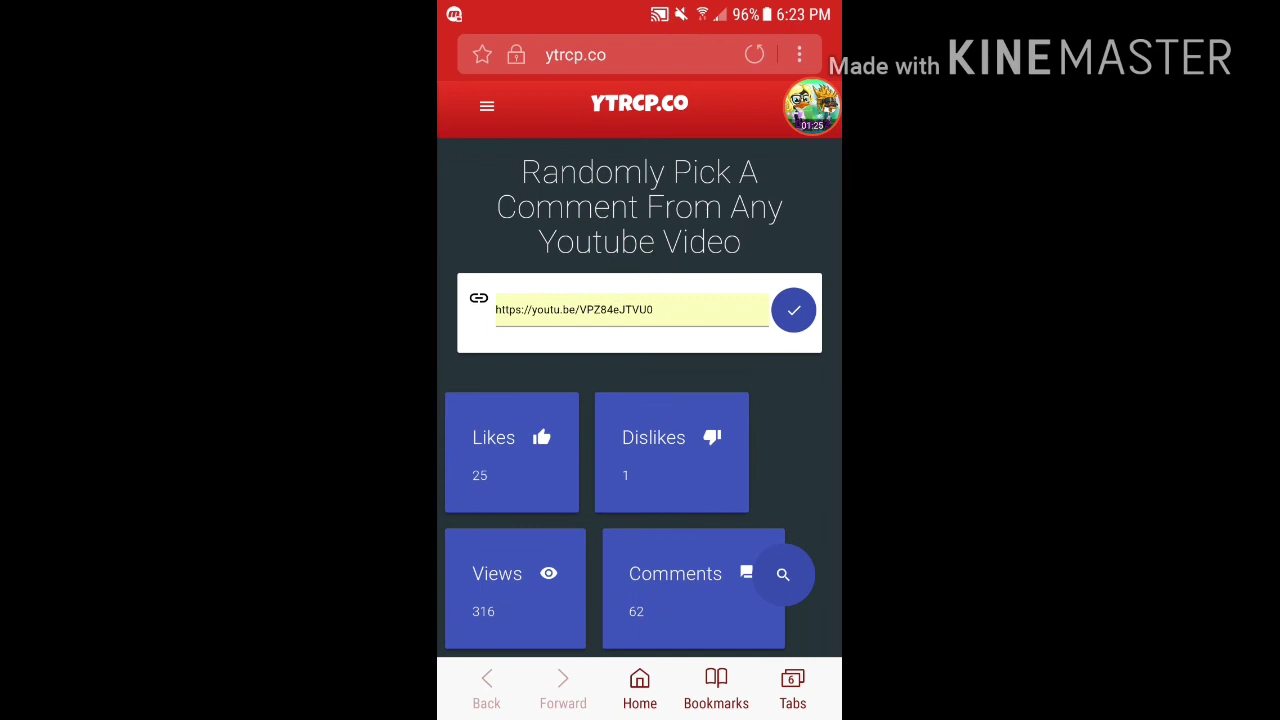 96% 6:23 PM
ytrcp.co
Made with KINEMASTER
YTRCP.CO
01:25
Randomly Pick A
Comment From Any
Youtube Video
https://youtu.be/VPZ84eJTVU0
Likes
25
Dislikes
1
Views
316
Comments
62
Back
Forward
Home
Bookmarks
6
Tabs